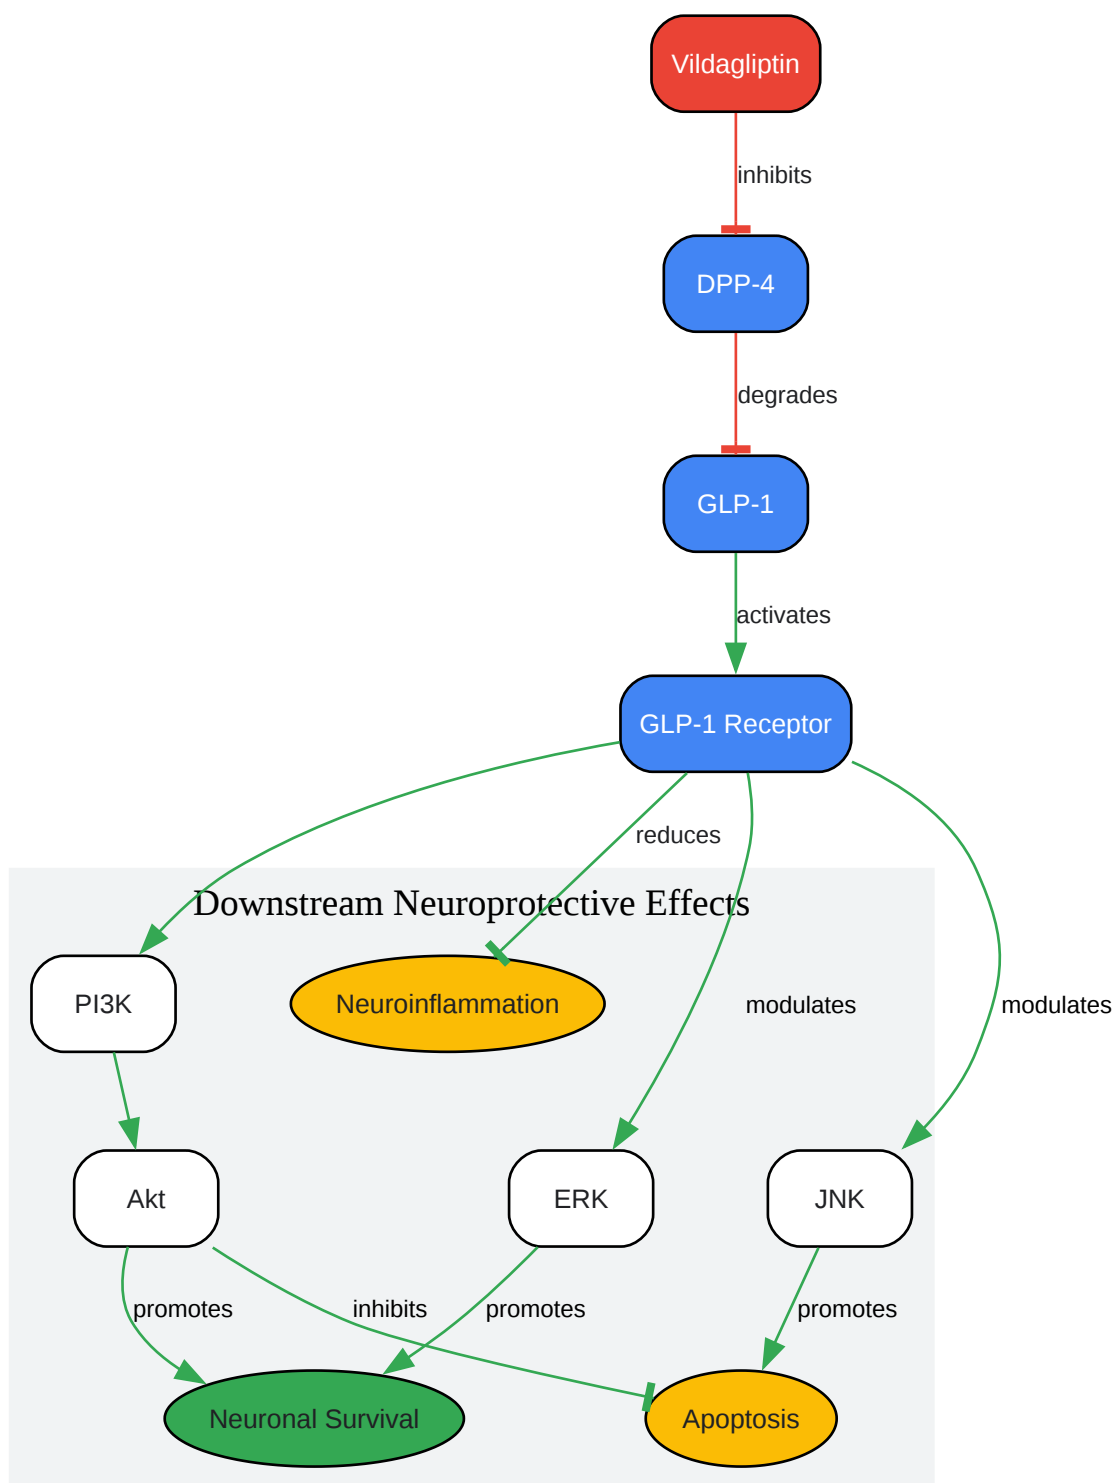 Vildagliptin
inhibits
DPP-4
degrades
GLP-1
activates
GLP-1 Receptor
reduces
Downstream Neuroprotective Effects
PI3K
Neuroinflammation
modulates
modulates
Akt
ERK
JNK
promotes
inhibits
promotes
promotes
Neuronal Survival
Apoptosis